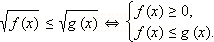 √f(x) ≤ √g(x) ⇔ { f(x) ≥ 0,
f(x) ≤ g(x).